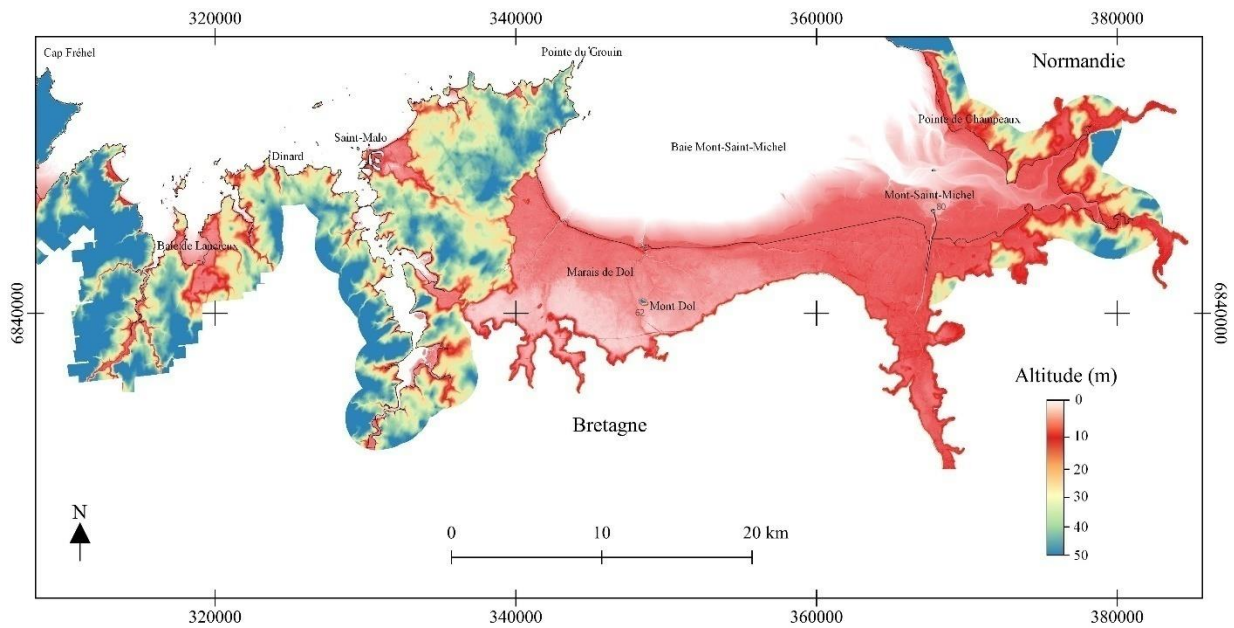 320000 340000 360000 380000
Cap Fréhel
Pointe du Grouin
Normandie
Pointe de Champeaux
Saint-Malo
Dinard
Baie Mont-Saint-Michel
Mont-Saint-Michel
80
Baie de Lancieux
Marais de Dol
Mont Dol
62
6840000
6840000
Bretagne
Altitude (m)
0
10
20
30
40
50
N
0 10 20 km
320000 340000 360000 380000